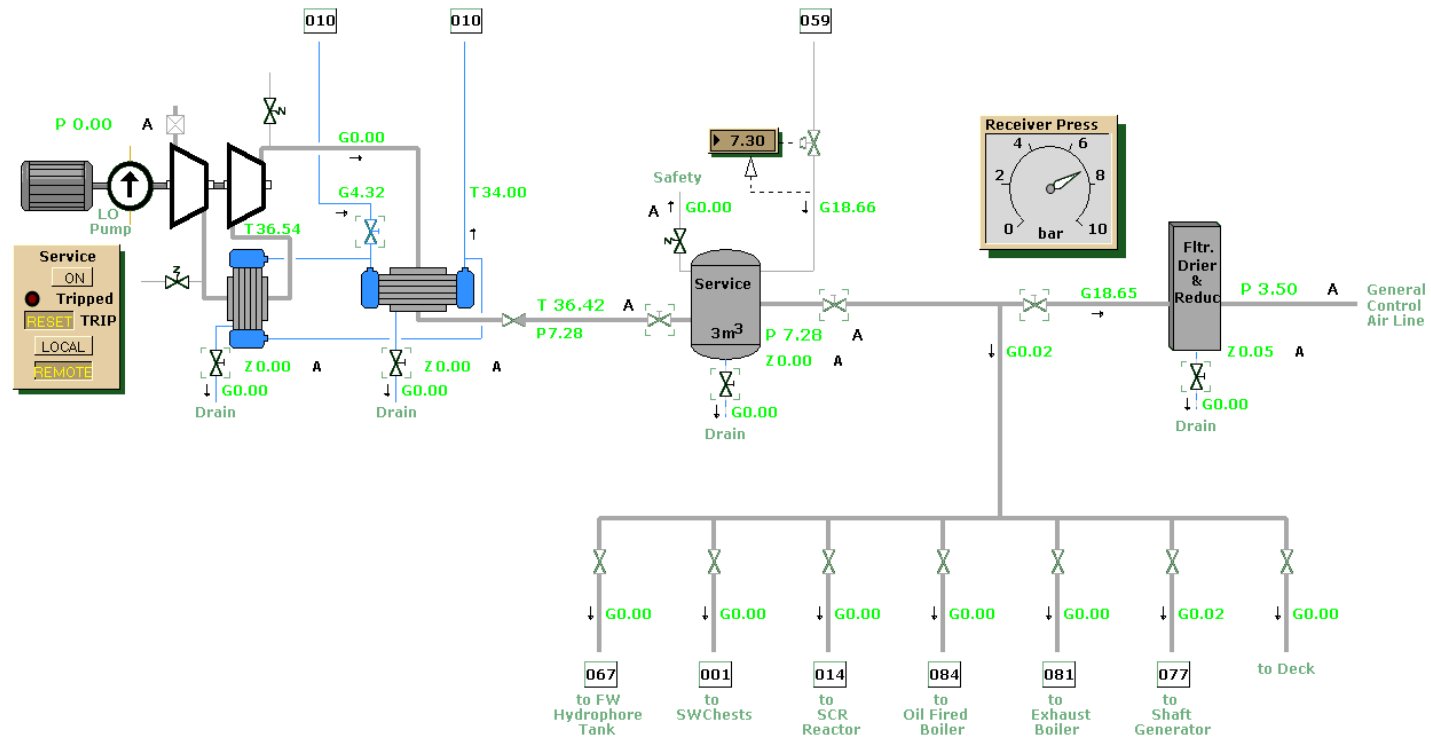 010
010
059
P 0.00 A
G0.00
7.30
Receiver Press
4 6
2 8
0 10
bar
G4.32
T34.00
Safety
A G0.00
G18.66
LO
Pump
T36.54
Service
ON
Tripped
RESET TRIP
LOCAL
REMOTE
Service
3m3
Fltr.
Drier
&
Reduc
T 36.42 A
P7.28
P 7.28 A
Z0.00 A
G18.65
P 3.50 A
General
Control
Air Line
Z0.00 A
G0.00
Drain
Z0.00 A
G0.00
Drain
G0.00
Drain
G0.02
Z0.05 A
G0.00
Drain
G0.00
G0.00
G0.00
G0.00
G0.00
G0.02
G0.00
067
to FW
Hydrophore
Tank
001
to
SWChests
014
to
SCR
Reactor
084
to
Oil Fired
Boiler
081
to
Exhaust
Boiler
077
to
Shaft
Generator
to Deck